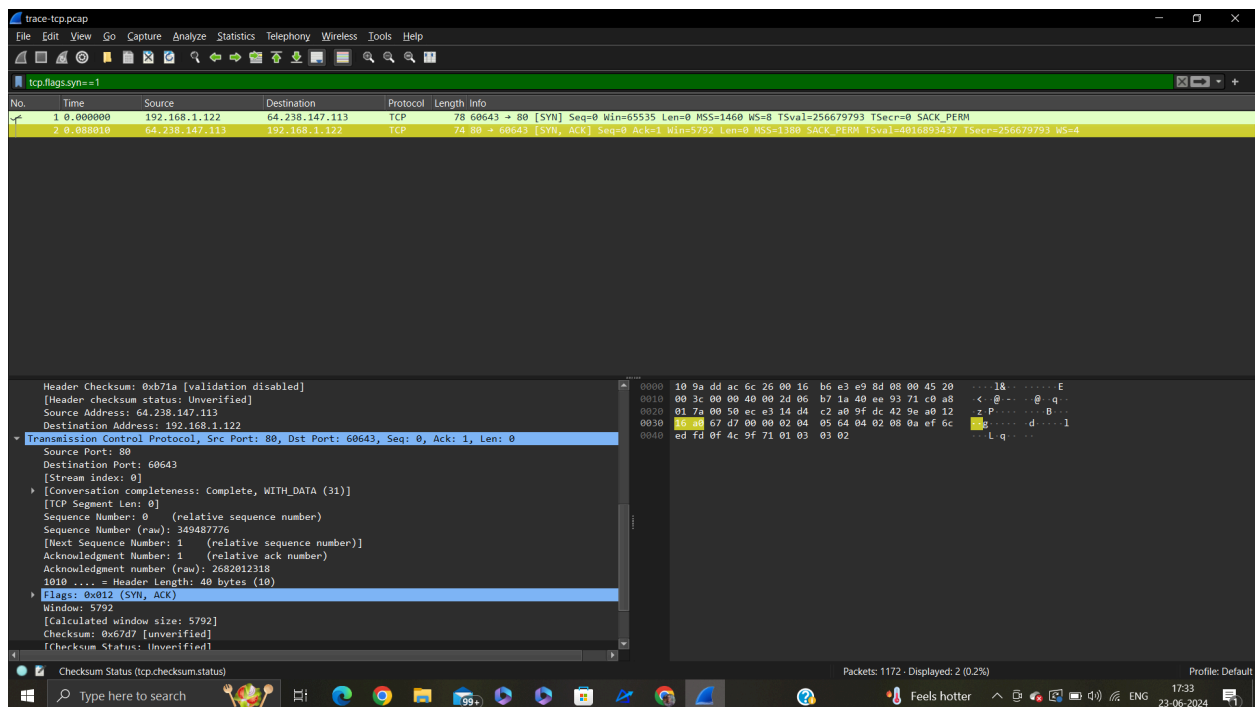 trace-tcp.pcap
File Edit View Go Capture Analyze Statistics Telephony Wireless Tools Help
tcp.flags.syn==1
No. Time Source Destination Protocol Length Info
1 0.000000 192.168.1.122 64.238.147.113 TCP 78 60643 → 80 [SYN] Seq=0 Win=65535 Len=0 MSS=1460 WS=8 TSval=256679793 TSecr=0 SACK_PERM
2 0.088010 64.238.147.113 192.168.1.122 TCP 74 80 → 60643 [SYN, ACK] Seq=0 Ack=1 Win=5792 Len=0 MSS=1380 SACK_PERM TSval=4016893437 TSecr=256679793 WS=4
Header Checksum: 0xb71a [validation disabled]
[Header checksum status: Unverified]
Source Address: 64.238.147.113
Destination Address: 192.168.1.122
Transmission Control Protocol, Src Port: 80, Dst Port: 60643, Seq: 0, Ack: 1, Len: 0
Source Port: 80
Destination Port: 60643
[Stream index: 0]
[Conversation completeness: Complete, WITH_DATA (31)]
[TCP Segment Len: 0]
Sequence Number: 0 (relative sequence number)
Sequence Number (raw): 349487776
[Next Sequence Number: 1 (relative sequence number)]
Acknowledgment Number: 1 (relative ack number)
Acknowledgment number (raw): 2682012318
1010 .... = Header Length: 40 bytes (10)
Flags: 0x012 (SYN, ACK)
Window: 5792
[Calculated window size: 5792]
Checksum: 0x67d7 [unverified]
[Checksum Status: Unverified]
0000 10 9a dd ac 6c 26 00 16 b6 e3 e9 8d 08 00 45 20 ····l&·· ······E
0010 00 3c 00 00 40 00 2d 06 b7 1a 40 ee 93 71 c0 a8 ·<··@·-· ··@··q··
0020 01 7a 00 50 ec e3 14 d4 c2 a0 9f dc 42 9e a0 12 ·z·P···· ····B···
0030 16 a0 67 d7 00 00 02 04 05 64 04 02 08 0a ef 6c ··g····· ·d·····l
0040 ed fd 0f 4c 9f 71 01 03 03 02 ···L·q·· ··
Checksum Status (tcp.checksum.status)
Packets: 1172 · Displayed: 2 (0.2%)
Profile: Default
Type here to search
99+
Feels hotter
ENG
17:33
23-06-2024
1